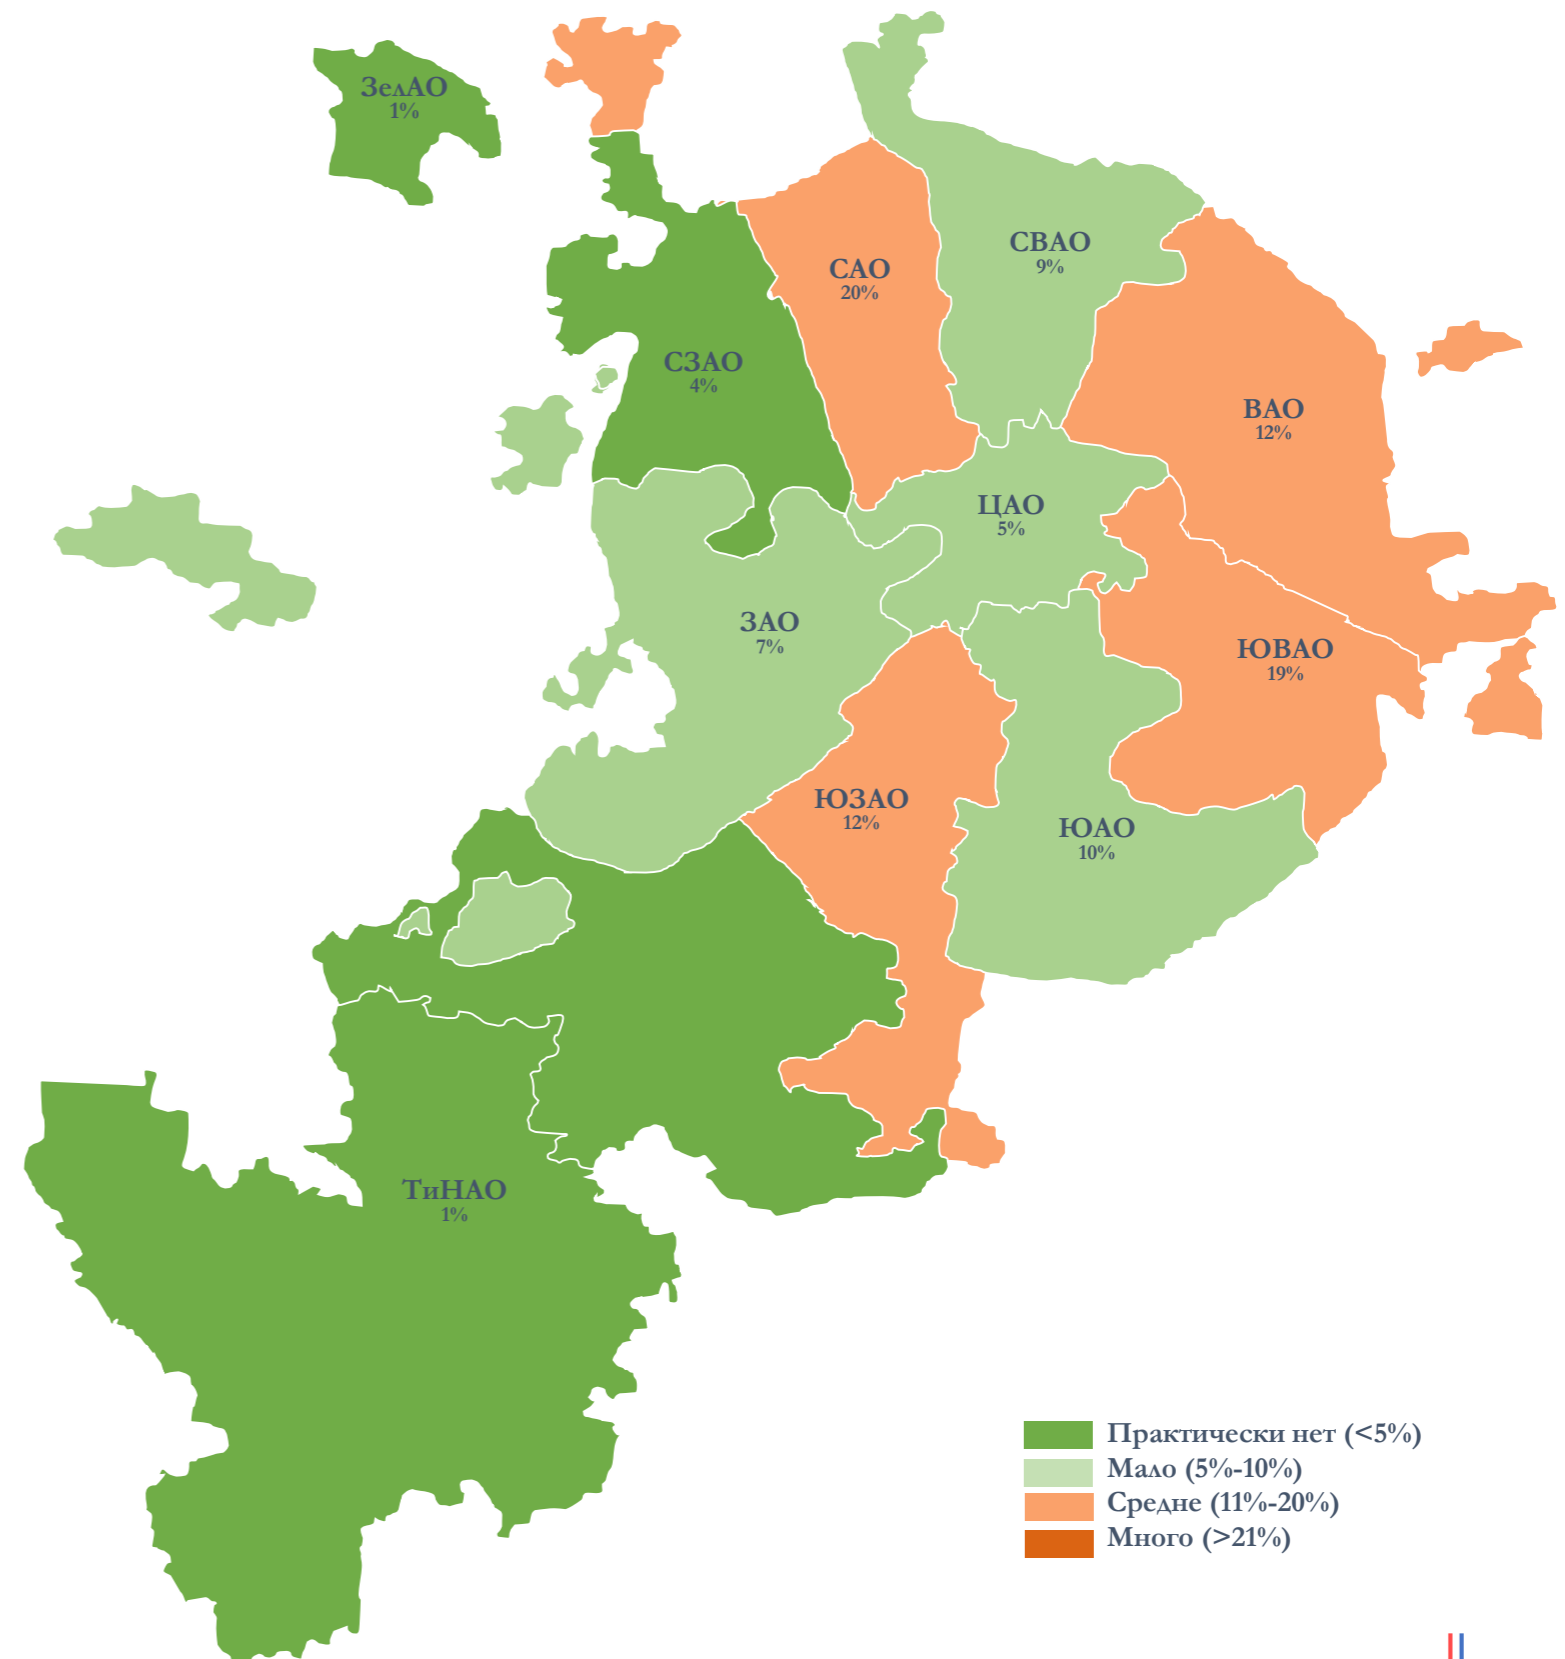 ЗелАО
1%
СВАО
9%
САО
20%
СЗАО
4%
ВАО
12%
ЦАО
5%
ЗАО
7%
ЮВАО
19%
ЮЗАО
12%
ЮАО
10%
ТиНАО
1%
Практически нет (<5%)
Мало (5%-10%)
Средне (11%-20%)
Много (>21%)